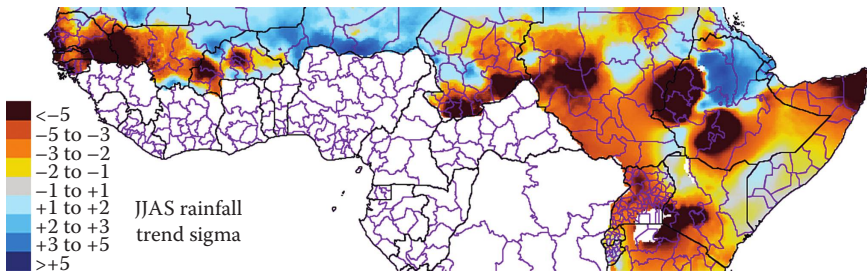 <−5
−5 to −3
−3 to −2
−2 to −1
−1 to +1
+1 to +2
+2 to +3
+3 to +5
>+5
JJAS rainfall
trend sigma